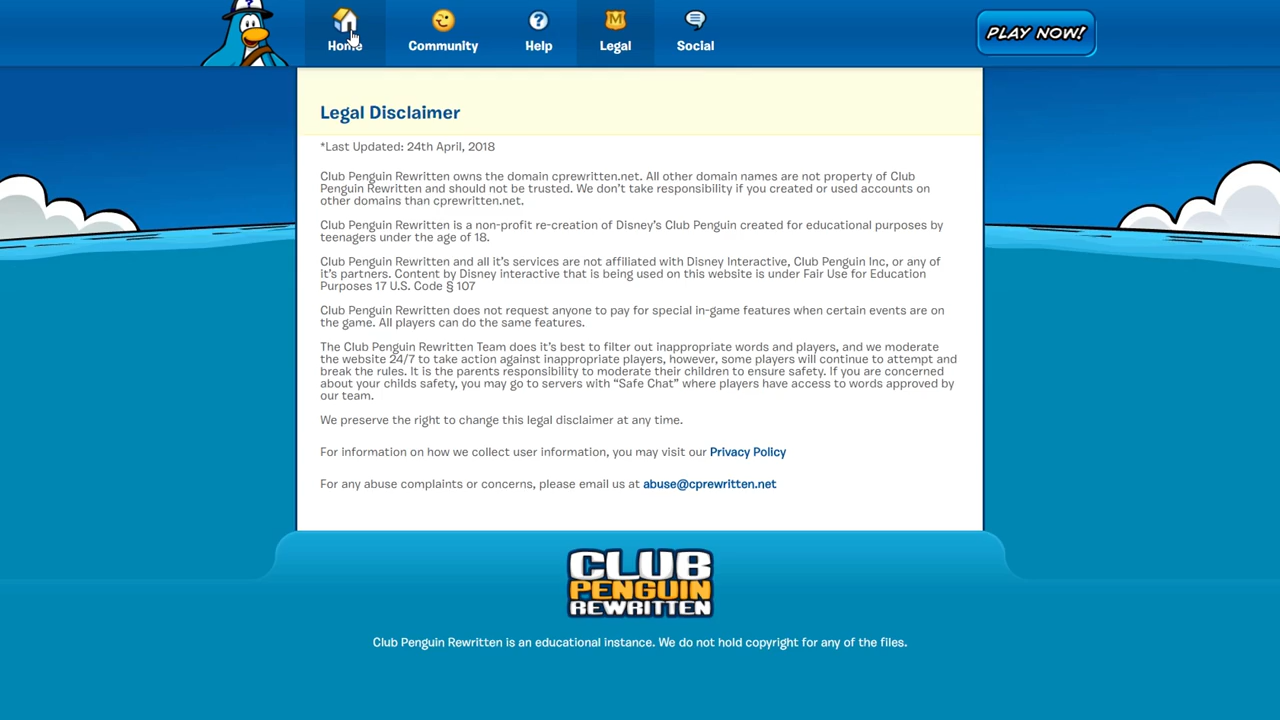 ?
Home Community Help Legal Social
M
?
PLAY NOW!
Legal Disclaimer
*Last Updated: 24th April, 2018
Club Penguin Rewritten owns the domain cprewritten.net. All other domain names are not property of Club
Penguin Rewritten and should not be trusted. We don't take responsibility if you created or used accounts on
other domains than cprewritten.net.
Club Penguin Rewritten is a non-profit re-creation of Disney's Club Penguin created for educational purposes by
teenagers under the age of 18.
Club Penguin Rewritten and all it's services are not affiliated with Disney Interactive, Club Penguin Inc, or any of
it's partners. Content by Disney interactive that is being used on this website is under Fair Use for Education
Purposes 17 U.S. Code § 107
Club Penguin Rewritten does not request anyone to pay for special in-game features when certain events are on
the game. All players can do the same features.
The Club Penguin Rewritten Team does it's best to filter out inappropriate words and players, and we moderate
the website 24/7 to take action against inappropriate players, however, some players will continue to attempt and
break the rules. It is the parents responsibility to moderate their children to ensure safety. If you are concerned
about your childs safety, you may go to servers with “Safe Chat” where players have access to words approved by
our team.
We preserve the right to change this legal disclaimer at any time.
For information on how we collect user information, you may visit our Privacy Policy
For any abuse complaints or concerns, please email us at abuse@cprewritten.net
CLUB
PENGUIN
REWRITTEN
Club Penguin Rewritten is an educational instance. We do not hold copyright for any of the files.